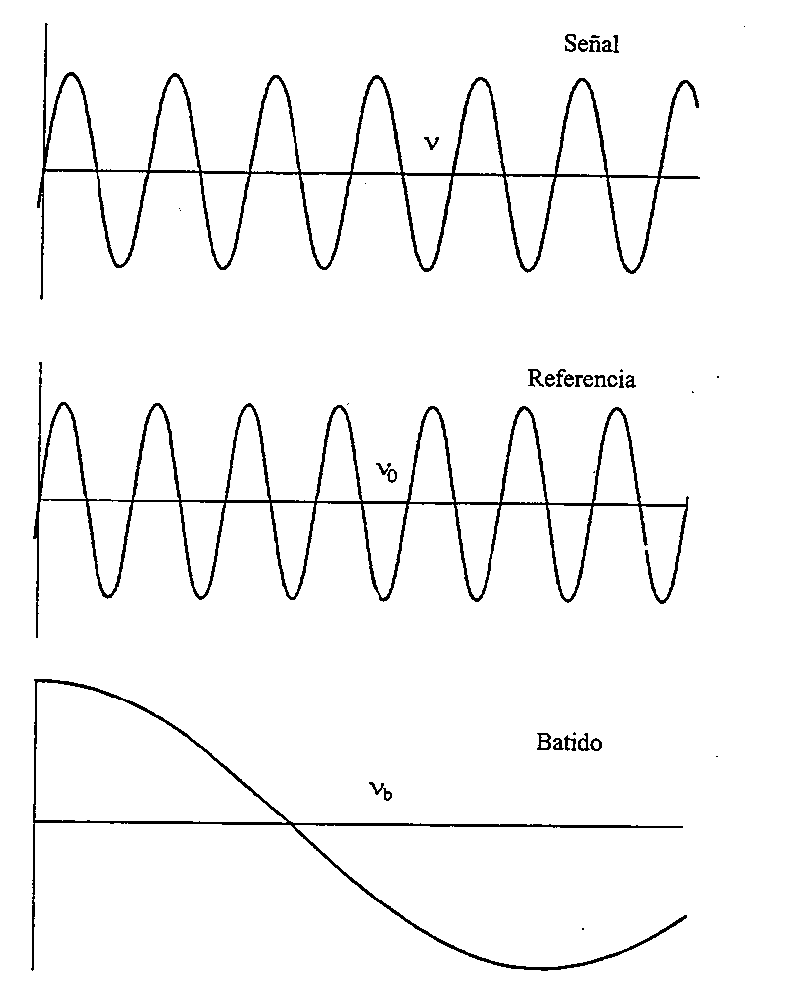 Señal
ν
Referencia
ν0
Batido
νb